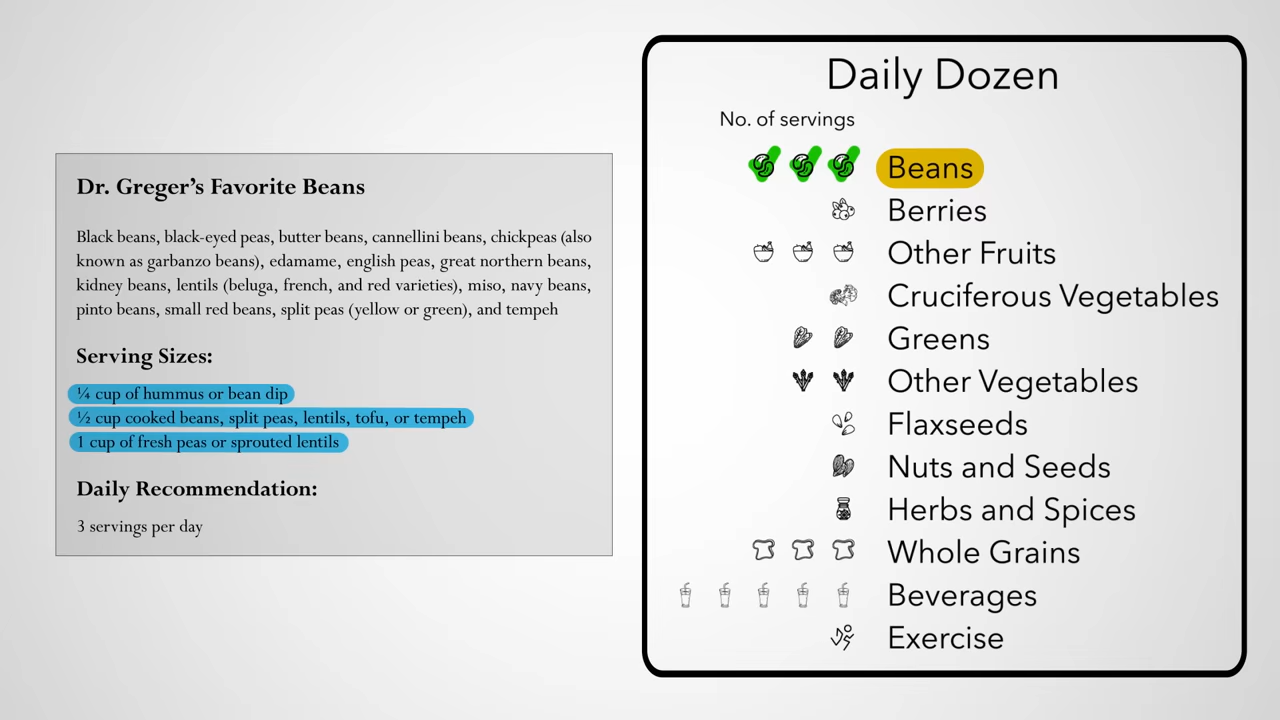 Dr. Greger’s Favorite Beans
Black beans, black-eyed peas, butter beans, cannellini beans, chickpeas (also
known as garbanzo beans), edamame, english peas, great northern beans,
kidney beans, lentils (beluga, french, and red varieties), miso, navy beans,
pinto beans, small red beans, split peas (yellow or green), and tempeh
Serving Sizes:
¼ cup of hummus or bean dip
½ cup cooked beans, split peas, lentils, tofu, or tempeh
1 cup of fresh peas or sprouted lentils
Daily Recommendation:
3 servings per day
Daily Dozen
No. of servings
Beans
Berries
Other Fruits
Cruciferous Vegetables
Greens
Other Vegetables
Flaxseeds
Nuts and Seeds
Herbs and Spices
Whole Grains
Beverages
Exercise